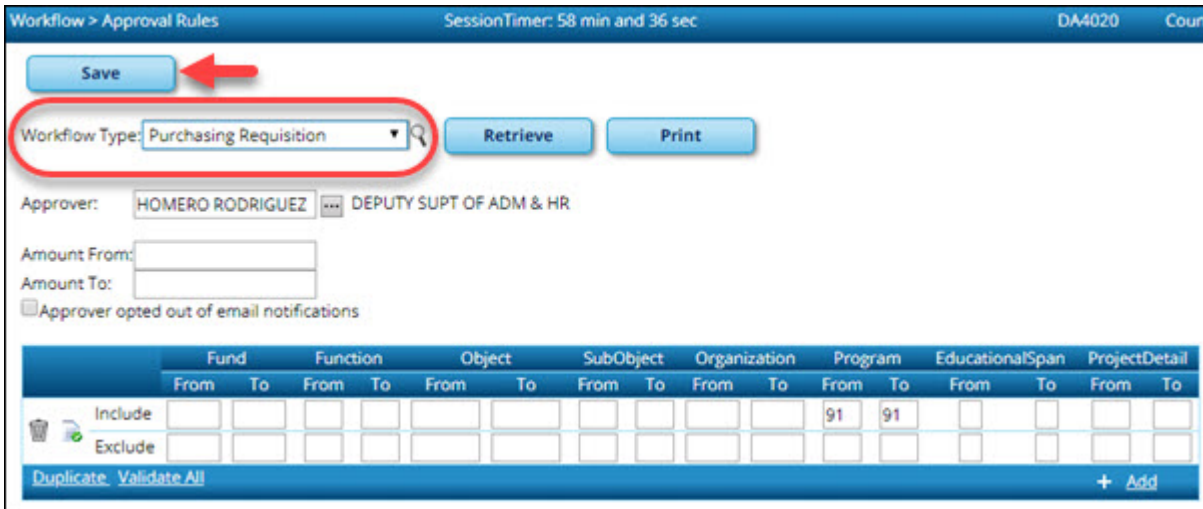 Workflow > Approval Rules SessionTimer: 58 min and 36 sec DA4020 Cour
Save
Workflow Type: Purchasing Requisition Retrieve Print
Approver: HOMERO RODRIGUEZ ... DEPUTY SUPT OF ADM & HR
Amount From:
Amount To:
Approver opted out of email notifications
Fund Function Object SubObject Organization Program EducationalSpan ProjectDetail
From To From To From To From To From To From To From To From To
Include 91 91
Exclude
Duplicate Validate All + Add